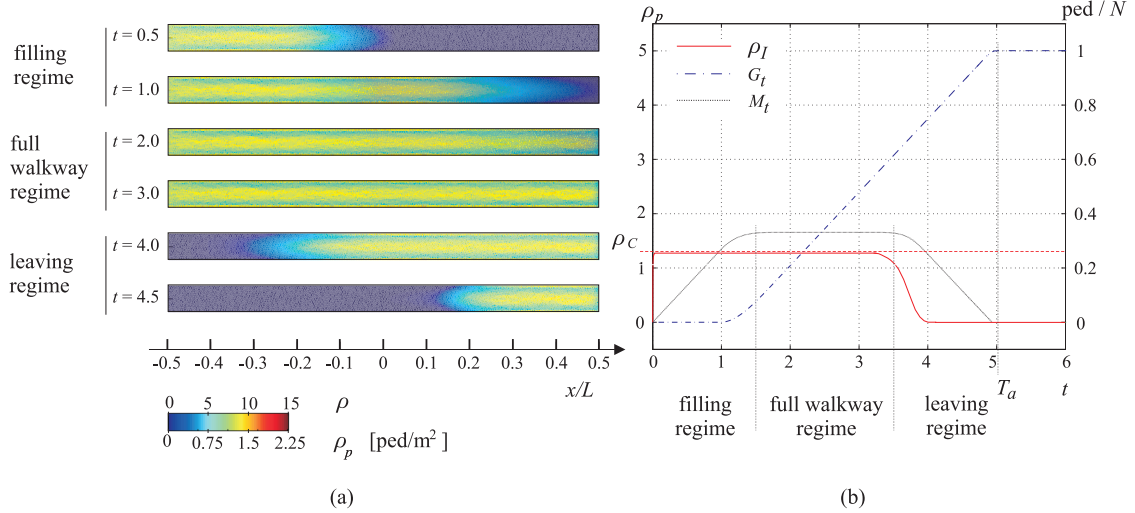 filling
regime
full
walkway
regime
leaving
regime
t = 0.5
t = 1.0
t = 2.0
t = 3.0
t = 4.0
t = 4.5
-0.5 -0.4 -0.3 -0.2 -0.1 0 0.1 0.2 0.3 0.4 0.5
x/L
0 5 10 15
ρ
0 0.75 1.5 2.25
ρp [ped/m²]
(a)
ρp
ped / N
5
4
3
2
ρC
1
0
1
0.8
0.6
0.4
0.2
0
ρI
Gt
Mt
0 1 2 3 4 5 6
Ta
t
filling
regime
full walkway
regime
leaving
regime
(b)